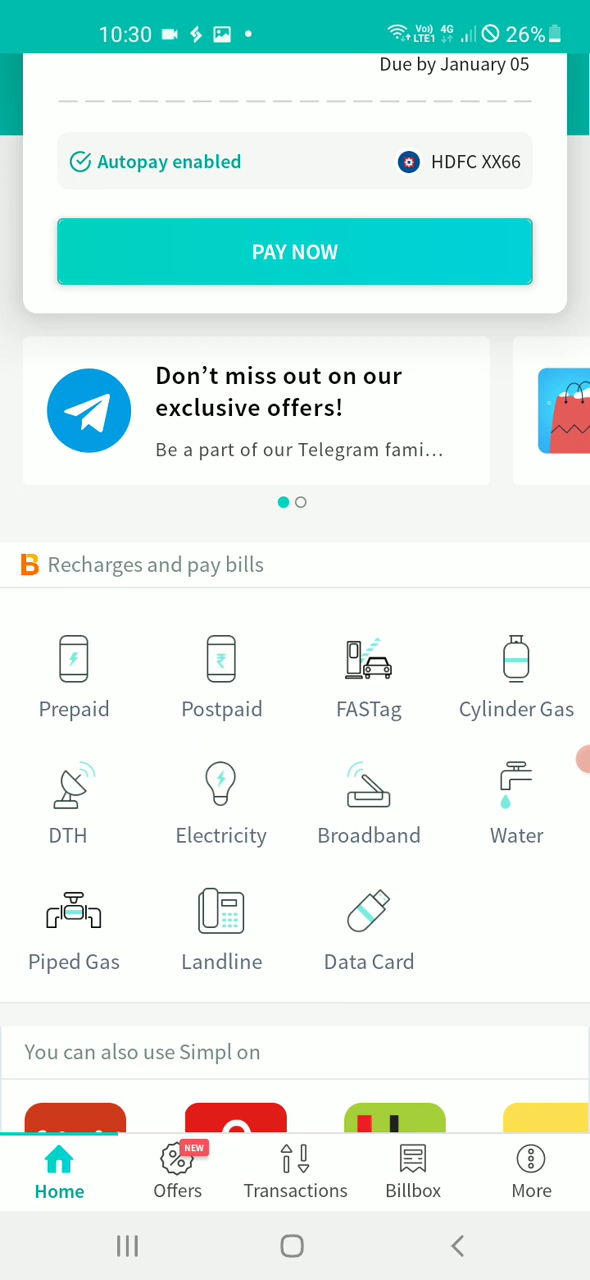 10:30
Vo)) 4G
LTE1
26%
Due by January 05
Autopay enabled
HDFC XX66
PAY NOW
Don't miss out on our
exclusive offers!
Be a part of our Telegram fami...
B Recharges and pay bills
Prepaid
Postpaid
FASTag
Cylinder Gas
DTH
Electricity
Broadband
Water
Piped Gas
Landline
Data Card
You can also use Simpl on
NEW
Home
Offers
Transactions
Billbox
More